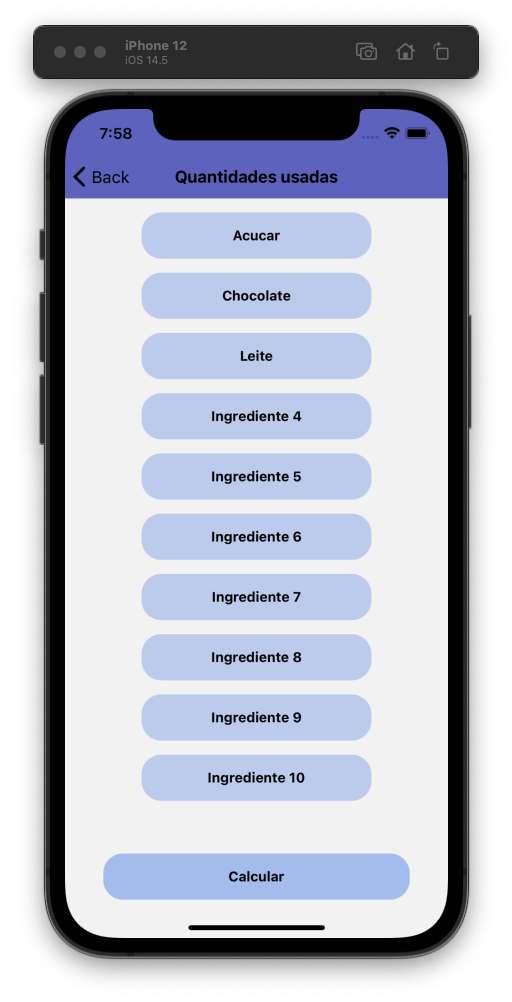 iPhone 12
iOS 14.5
7:58
Back
Quantidades usadas
Acucar
Chocolate
Leite
Ingrediente 4
Ingrediente 5
Ingrediente 6
Ingrediente 7
Ingrediente 8
Ingrediente 9
Ingrediente 10
Calcular